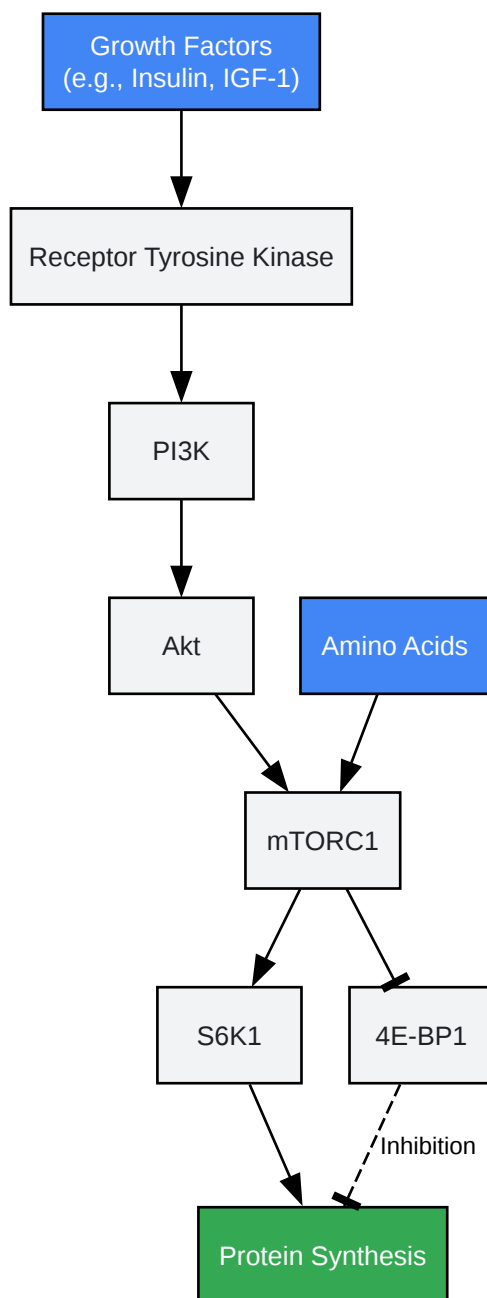 Growth Factors
(e.g., Insulin, IGF-1)
Receptor Tyrosine Kinase
PI3K
Akt
Amino Acids
mTORC1
S6K1
4E-BP1
Inhibition
Protein Synthesis